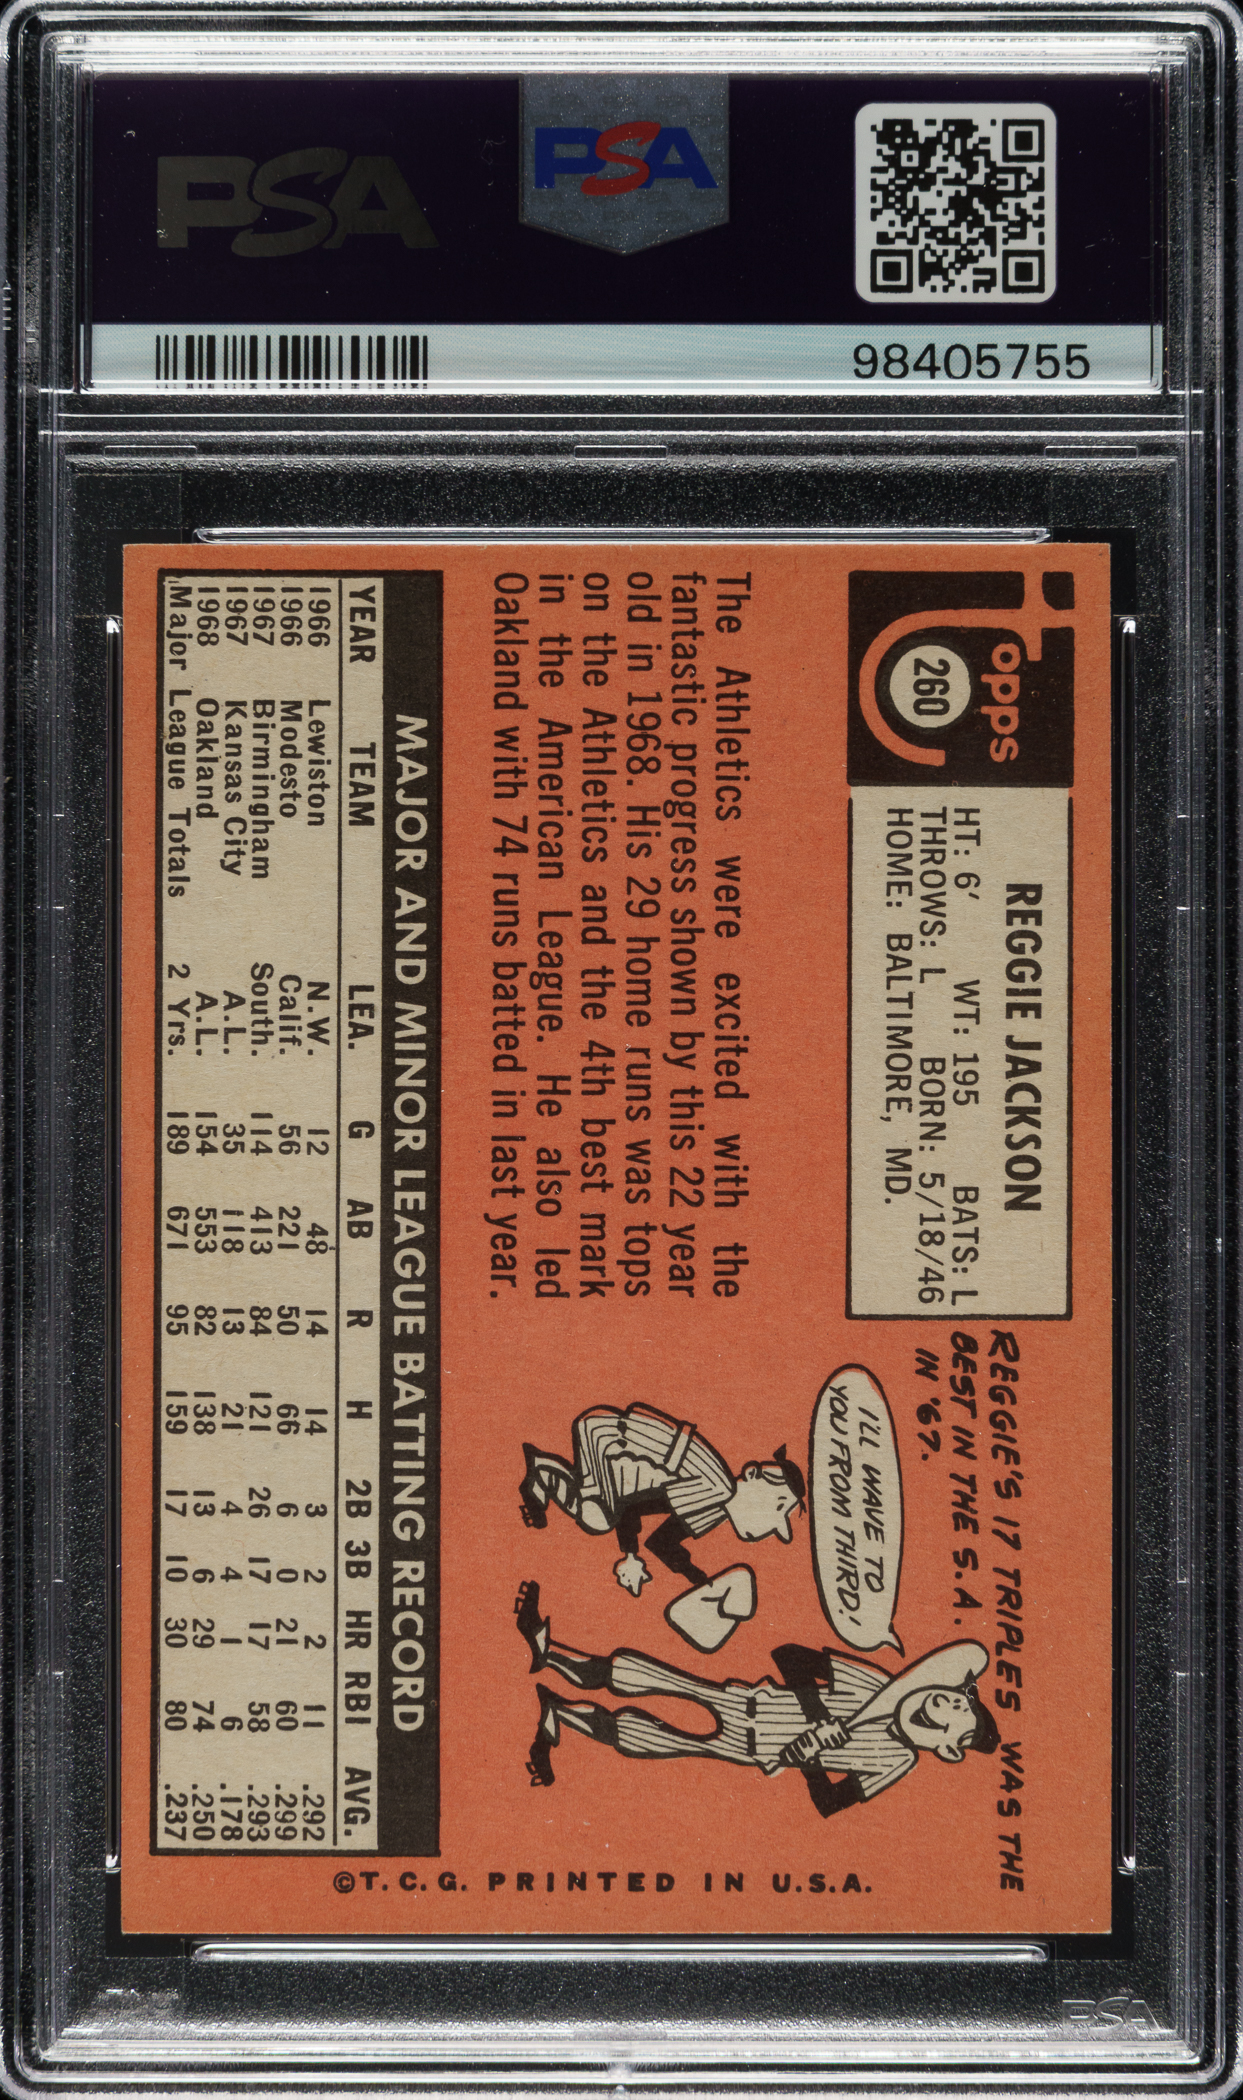 PSA
PSA
98405755
Topps
260
REGGIE JACKSON
HT: 6′ WT: 195 BATS: L
THROWS: L BORN: 5/18/46
HOME: BALTIMORE, MD.
REGGIE'S 17 TRIPLES WAS THE
BEST IN THE S.A.
IN '67.
I'LL WAVE TO
YOU FROM THIRD!
The Athletics were excited with the
fantastic progress shown by this 22 year
old in 1968. His 29 home runs was tops
on the Athletics and the 4th best mark
in the American League. He also led
Oakland with 74 runs batted in last year.
MAJOR AND MINOR LEAGUE BATTING RECORD
YEAR TEAM LEA. G AB R H 2B 3B HR RBI AVG.
1966 Lewiston N.W. 12 48 14 14 3 2 2 11 .292
1966 Modesto Calif. 56 221 50 66 6 0 21 60 .299
1967 Birmingham South. 114 413 84 121 26 17 17 58 .293
1967 Kansas City A.L. 35 118 13 21 4 4 1 6 .178
1968 Oakland A.L. 154 553 82 138 13 6 29 74 .250
Major League Totals 2 Yrs. 189 671 95 159 17 10 30 80 .237
©T.C.G. PRINTED IN U.S.A.
PSA